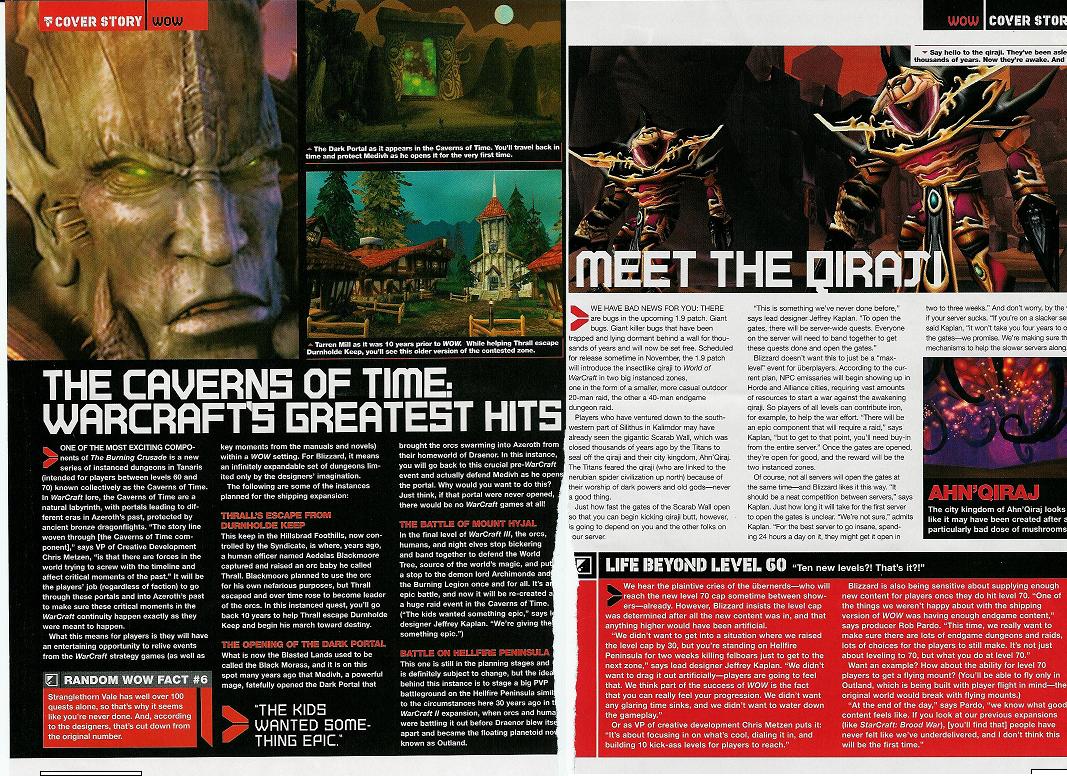 COVER STORY WOW
The Dark Portal as it appears in the Caverns of Time. You'll travel back in
time and protect Medivh as he opens it for the very first time.
Tarren Mill as it was 10 years prior to WOW. While helping Thrall escape
Durnholde Keep, you'll see this older version of the contested zone.
THE CAVERNS OF TIME:
WARCRAFT'S GREATEST HITS
ONE OF THE MOST EXCITING COMPO-
nents of The Burning Crusade is a new
series of instanced dungeons in Tanaris
(intended for players between levels 60 and
70) known collectively as the Caverns of Time.
In WarCraft lore, the Caverns of Time are a
natural labyrinth, with portals leading to dif-
ferent eras in Azeroth's past, protected by
ancient bronze dragonflights. "The story line
woven through [the Caverns of Time com-
ponent]," says VP of Creative Development
Chris Metzen, "is that there are forces in the
world trying to screw with the timeline and
affect critical moments of the past." It will be
the players' job (regardless of faction) to go
through these portals and into Azeroth's past
to make sure these critical moments in the
WarCraft continuity happen exactly as they
were meant to happen.
What this means for players is they will have
an entertaining opportunity to relive events
from the WarCraft strategy games (as well as
RANDOM WOW FACT #6
Stranglethorn Vale has well over 100
quests alone, so that's why it seems
like you're never done. And, according
to the designers, that's cut down from
the original number.
key moments from the manuals and novels)
within a WOW setting. For Blizzard, it means
an infinitely expandable set of dungeons lim-
ited only by the designers' imagination.
The following are some of the instances
planned for the shipping expansion:
THRALL'S ESCAPE FROM
DURNHOLDE KEEP
This keep in the Hillsbrad Foothills, now con-
trolled by the Syndicate, is where, years ago,
a human officer named Aedelas Blackmoore
captured and raised an orc baby he called
Thrall. Blackmoore planned to use the orc
for his own nefarious purposes, but Thrall
escaped and over time rose to become leader
of the orcs. In this instanced quest, you'll go
back 10 years to help Thrall escape Durnholde
Keep and begin his march toward destiny.
THE OPENING OF THE DARK PORTAL
What is now the Blasted Lands used to be
called the Black Morass, and it is on this
spot many years ago that Medivh, a powerful
mage, fatefully opened the Dark Portal that
"THE KIDS
WANTED SOME-
THING EPIC."
brought the orcs swarming into Azeroth from
their homeworld of Draenor. In this instance,
you will go back to this crucial pre-WarCraft
event and actually defend Medivh as he opens
the portal. Why would you want to do this?
Just think, if that portal were never opened,
there would be no WarCraft games at all!
THE BATTLE OF MOUNT HYJAL
In the final level of WarCraft III, the orcs,
humans, and night elves stop bickering
and band together to defend the World
Tree, source of the world's magic, and put
a stop to the demon lord Archimonde and
the Burning Legion once and for all. It's an
epic battle, and now it will be re-created a
a huge raid event in the Caverns of Time.
("The kids wanted something epic," says
designer Jeffrey Kaplan. "We're giving the
something epic.")
BATTLE ON HELLFIRE PENINSULA
This one is still in the planning stages and
is definitely subject to change, but the idea
behind this instance is to stage a big PVP
battleground on the Hellfire Peninsula simil
to the circumstances here 30 years ago in t
WarCraft II expansion, when orcs and huma
were battling it out before Draenor blew itse
apart and became the floating planetoid now
known as Outland.
WOW COVER STOR
Say hello to the qiraji. They've been asle
thousands of years. Now they're awake. And
MEET THE QIRAJI
WE HAVE BAD NEWS FOR YOU: THERE
are bugs in the upcoming 1.9 patch. Giant
bugs. Giant killer bugs that have been
trapped and lying dormant behind a wall for thou-
sands of years and will now be set free. Scheduled
for release sometime in November, the 1.9 patch
will introduce the insectlike qiraji to World of
WarCraft in two big instanced zones,
one in the form of a smaller, more casual outdoor
20-man raid, the other a 40-man endgame
dungeon raid.
Players who have ventured down to the south-
western part of Silithus in Kalimdor may have
already seen the gigantic Scarab Wall, which was
closed thousands of years ago by the Titans to
seal off the qiraji and their city kingdom, Ahn'Qiraj.
The Titans feared the qiraji (who are linked to the
nerubian spider civilization up north) because of
their worship of dark powers and old gods—never
a good thing.
Just how fast the gates of the Scarab Wall open
so that you can begin kicking qiraji butt, however,
is going to depend on you and the other folks on
our server.
"This is something we've never done before,"
says lead designer Jeffrey Kaplan. "To open the
gates, there will be server-wide quests. Everyone
on the server will need to band together to get
these quests done and open the gates."
Blizzard doesn't want this to just be a "max-
level" event for überplayers. According to the cur-
rent plan, NPC emissaries will begin showing up in
Horde and Alliance cities, requiring vast amounts
of resources to start a war against the awakening
qiraji. So players of all levels can contribute iron,
for example, to help the war effort. "There will be
an epic component that will require a raid," says
Kaplan, "but to get to that point, you'll need buy-in
from the entire server." Once the gates are opened,
they're open for good, and the reward will be the
two instanced zones.
Of course, not all servers will open the gates at
the same time—and Blizzard likes it this way. "It
should be a neat competition between servers," says
Kaplan. Just how long it will take for the first server
to open the gates is unclear. "We're not sure," admits
Kaplan. "For the best server to go insane, spend-
ing 24 hours a day on it, they might get it open in
two to three weeks." And don't worry, by the
if your server sucks. "If you're on a slacker se
said Kaplan, "it won't take you four years to o
the gates—we promise. We're making sure th
mechanisms to help the slower servers along
AHN'QIRAJ
The city kingdom of Ahn'Qiraj looks
like it may have been created after a
particularly bad dose of mushrooms
LIFE BEYOND LEVEL 60 "Ten new levels?! That's it?!"
We hear the plaintive cries of the übernerds—who will
reach the new level 70 cap sometime between show-
ers—already. However, Blizzard insists the level cap
was determined after all the new content was in, and that
anything higher would have been artificial.
"We didn't want to get into a situation where we raised
the level cap by 30, but you're standing on Hellfire
Peninsula for two weeks killing felboars just to get to the
next zone," says lead designer Jeffrey Kaplan. "We didn't
want to drag it out artificially—players are going to feel
that. We think part of the success of WOW is the fact
that you can really feel your progression. We didn't want
any glaring time sinks, and we didn't want to water down
the gameplay."
Or as VP of creative development Chris Metzen puts it:
"It's about focusing in on what's cool, dialing it in, and
building 10 kick-ass levels for players to reach."
Blizzard is also being sensitive about supplying enough
new content for players once they do hit level 70. "One of
the things we weren't happy about with the shipping
version of WOW was having enough endgame content,"
says producer Rob Pardo. "This time, we really want to
make sure there are lots of endgame dungeons and raids,
lots of choices for the players to still make. It's not just
about leveling to 70, but what do you do at level 70."
Want an example? How about the ability for level 70
players to get a flying mount? (You'll be able to fly only in
Outland, which is being built with player flight in mind—the
original world would break with flying mounts.)
"At the end of the day," says Pardo, "we know what good
content feels like. If you look at our previous expansions
(like StarCraft: Brood War), [you'll find that] people have
never felt like we've underdelivered, and I don't think this
will be the first time."